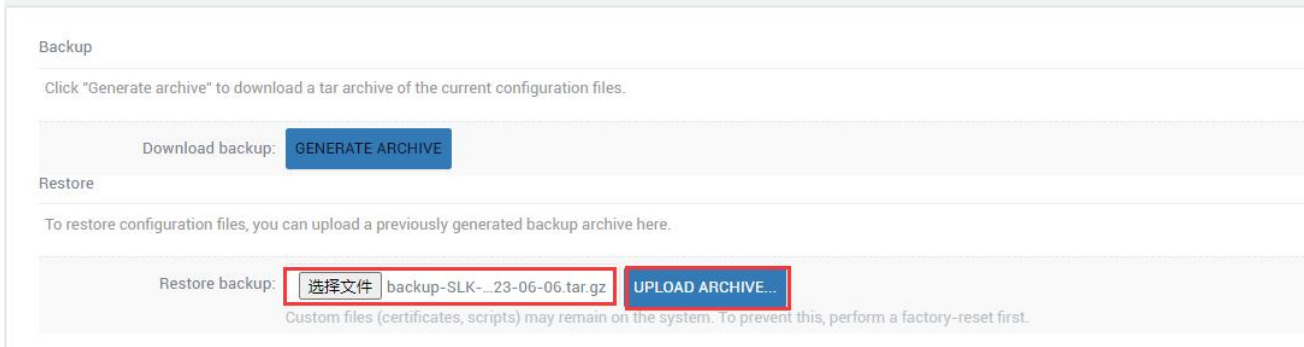 Backup
Click "Generate archive" to download a tar archive of the current configuration files.
Download backup: GENERATE ARCHIVE
Restore
To restore configuration files, you can upload a previously generated backup archive here.
Restore backup: 选择文件 backup-SLK-...23-06-06.tar.gz UPLOAD ARCHIVE...
Custom files (certificates, scripts) may remain on the system. To prevent this, perform a factory-reset first.